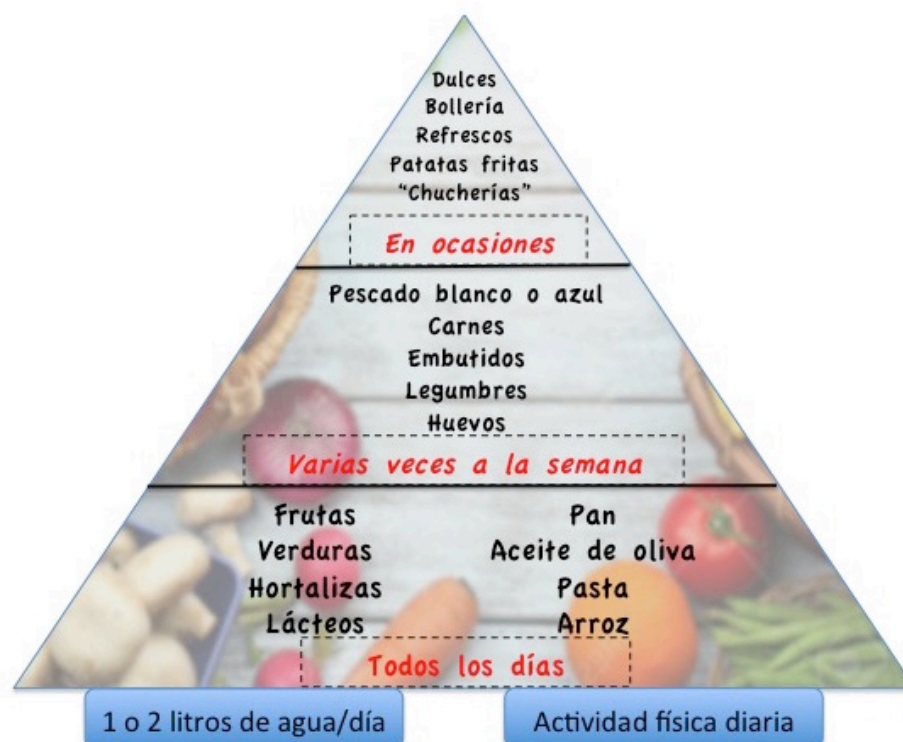 Dulces
Bollería
Refrescos
Patatas fritas
“Chucherías”
En ocasiones
Pescado blanco o azul
Carnes
Embutidos
Legumbres
Huevos
Varias veces a la semana
Frutas
Verduras
Hortalizas
Lácteos
Pan
Aceite de oliva
Pasta
Arroz
Todos los días
1 o 2 litros de agua/día
Actividad física diaria